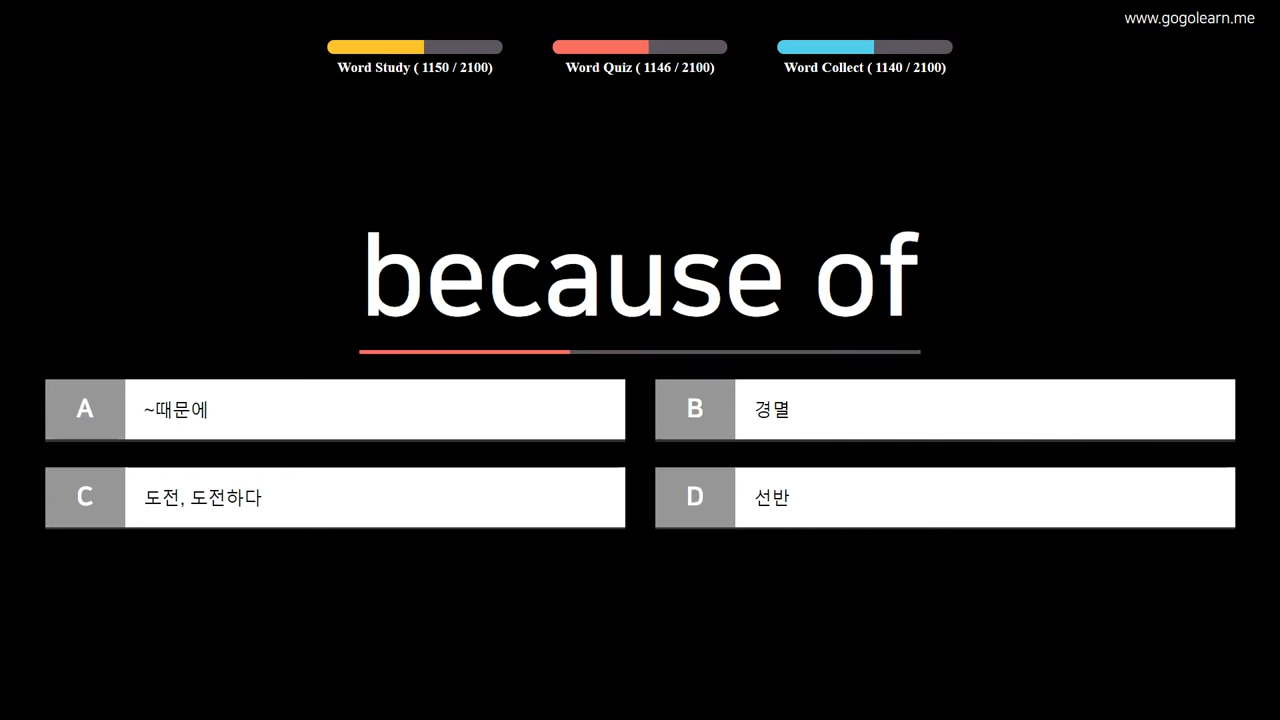 www.gogolearn.me
Word Study ( 1150 / 2100)
Word Quiz ( 1146 / 2100)
Word Collect ( 1140 / 2100)
because of
A ~때문에
B 경멸
C 도전, 도전하다
D 선반